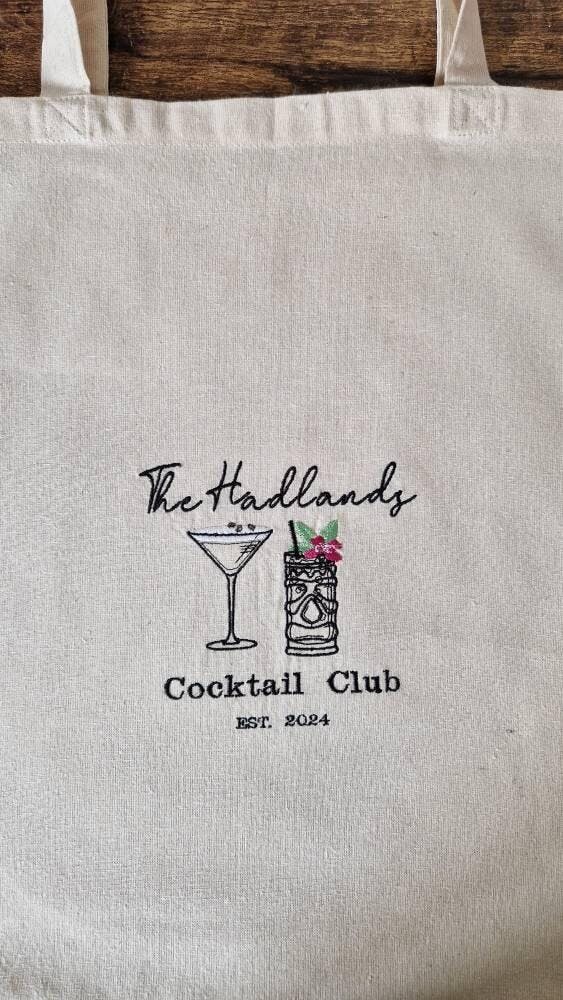 The Hadlands
Cocktail Club
EST. 2024